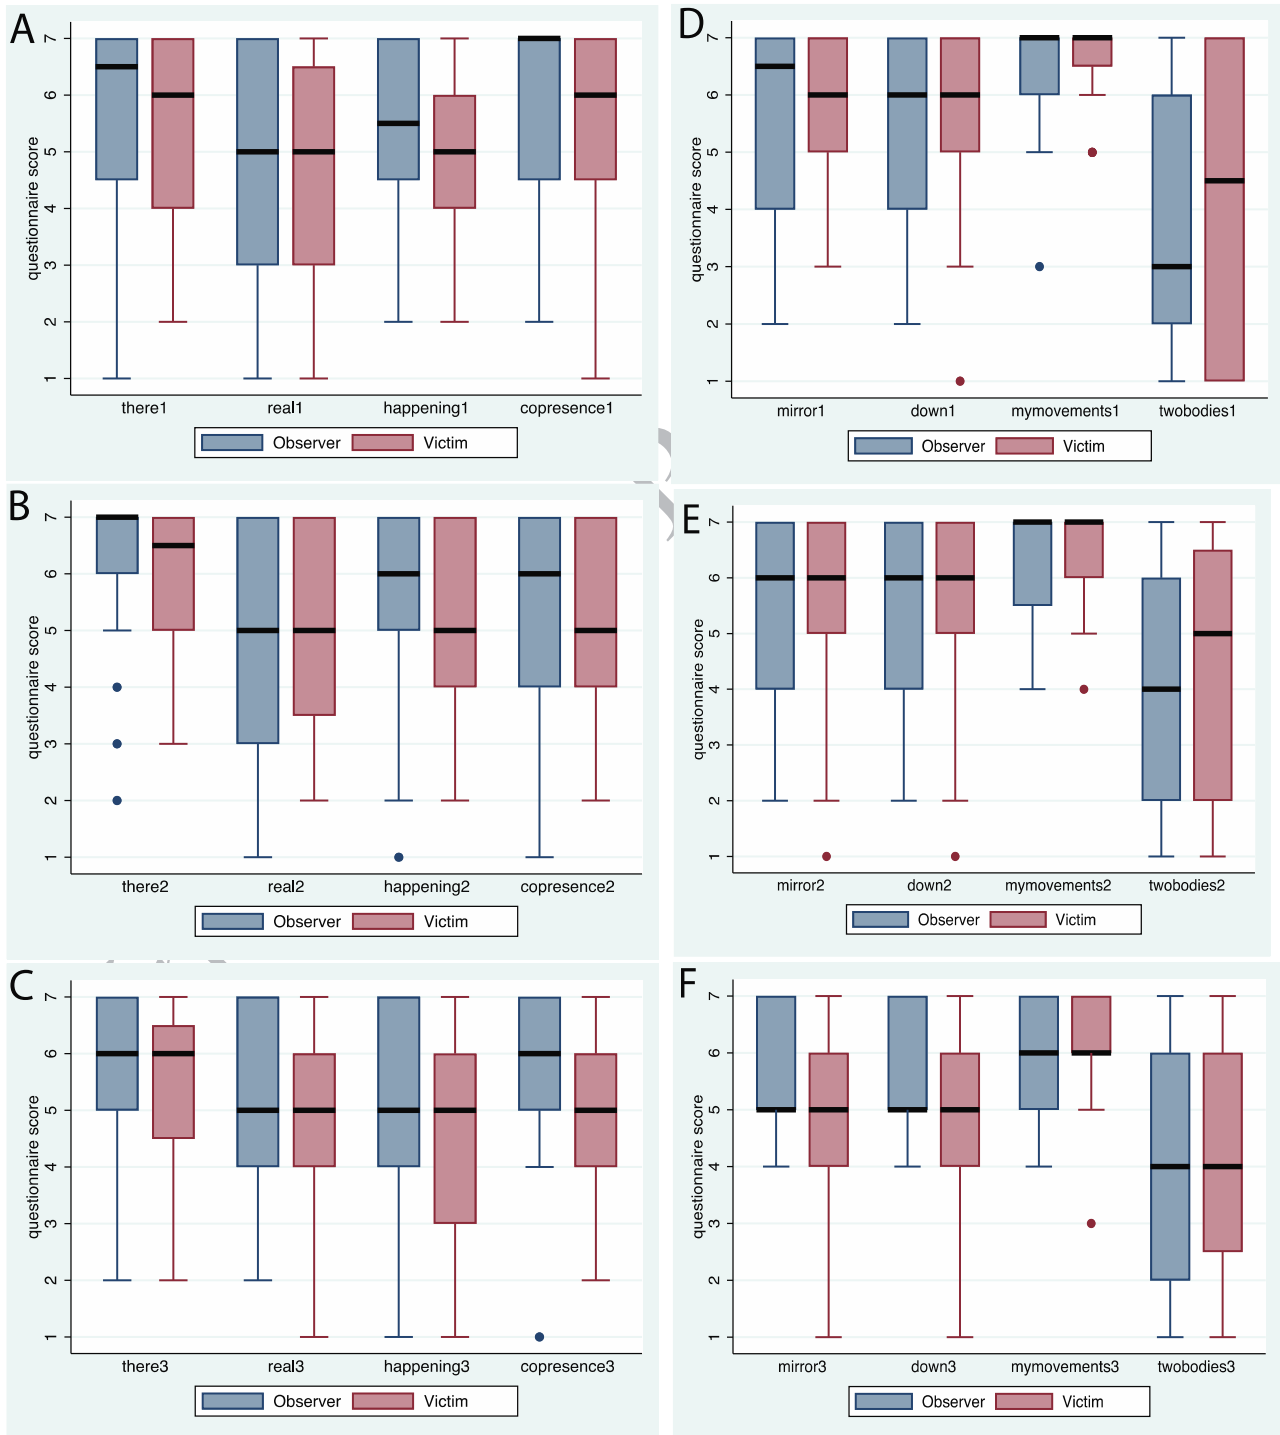 A
questionnaire score
7
6
5
4
3
2
1
there1 real1 happening1 copresence1
Observer Victim
D
questionnaire score
7
6
5
4
3
2
1
mirror1 down1 mymovements1 twobodies1
Observer Victim
B
questionnaire score
7
6
5
4
3
2
1
there2 real2 happening2 copresence2
Observer Victim
E
questionnaire score
7
6
5
4
3
2
1
mirror2 down2 mymovements2 twobodies2
Observer Victim
C
questionnaire score
7
6
5
4
3
2
1
there3 real3 happening3 copresence3
Observer Victim
F
questionnaire score
7
6
5
4
3
2
1
mirror3 down3 mymovements3 twobodies3
Observer Victim